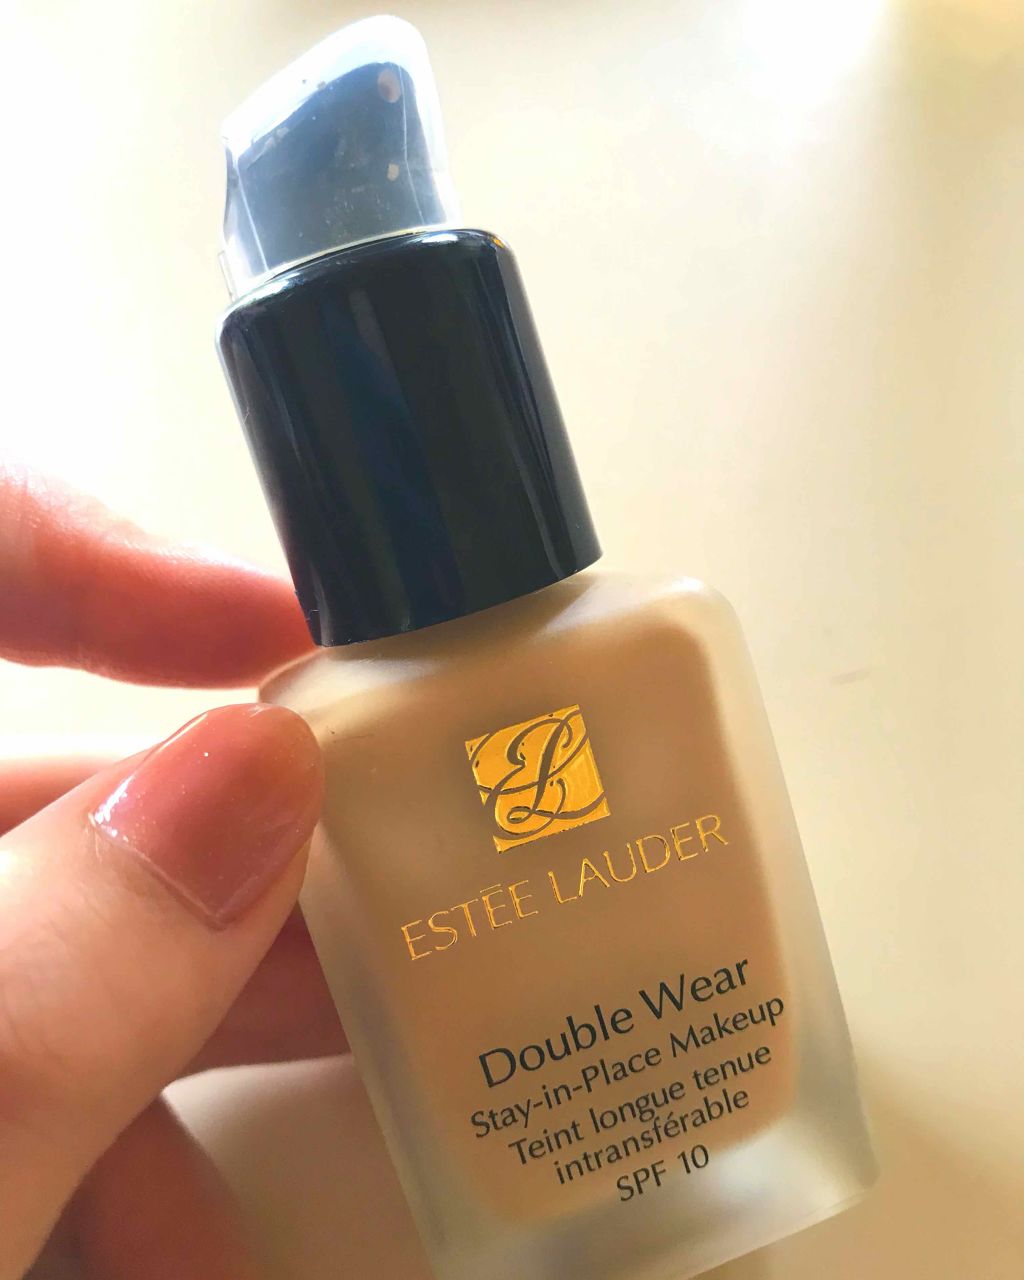 ESTĒE LAUDER
Double Wear
Stay-in-Place Makeup
Teint longue tenue
intransférable
SPF 10